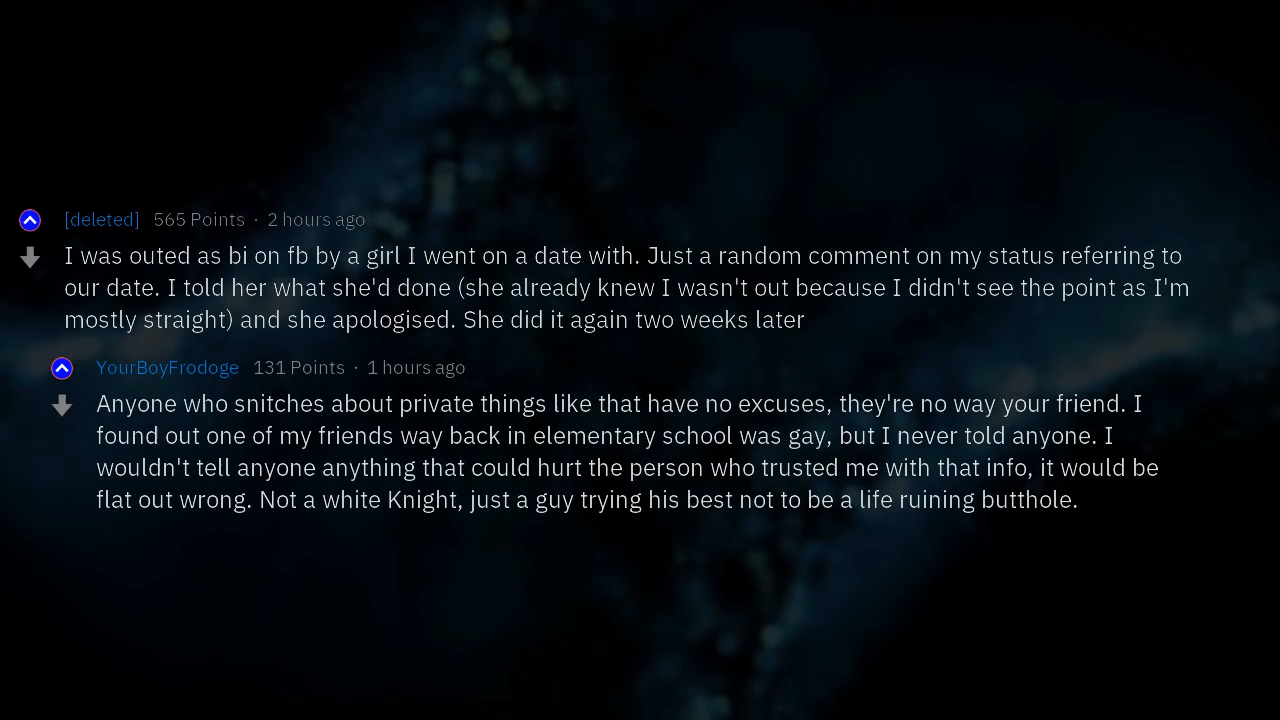 [deleted] 565 Points · 2 hours ago
I was outed as bi on fb by a girl I went on a date with. Just a random comment on my status referring to
our date. I told her what she'd done (she already knew I wasn't out because I didn't see the point as I'm
mostly straight) and she apologised. She did it again two weeks later
YourBoyFrodoge 131 Points · 1 hours ago
Anyone who snitches about private things like that have no excuses, they're no way your friend. I
found out one of my friends way back in elementary school was gay, but I never told anyone. I
wouldn't tell anyone anything that could hurt the person who trusted me with that info, it would be
flat out wrong. Not a white Knight, just a guy trying his best not to be a life ruining butthole.